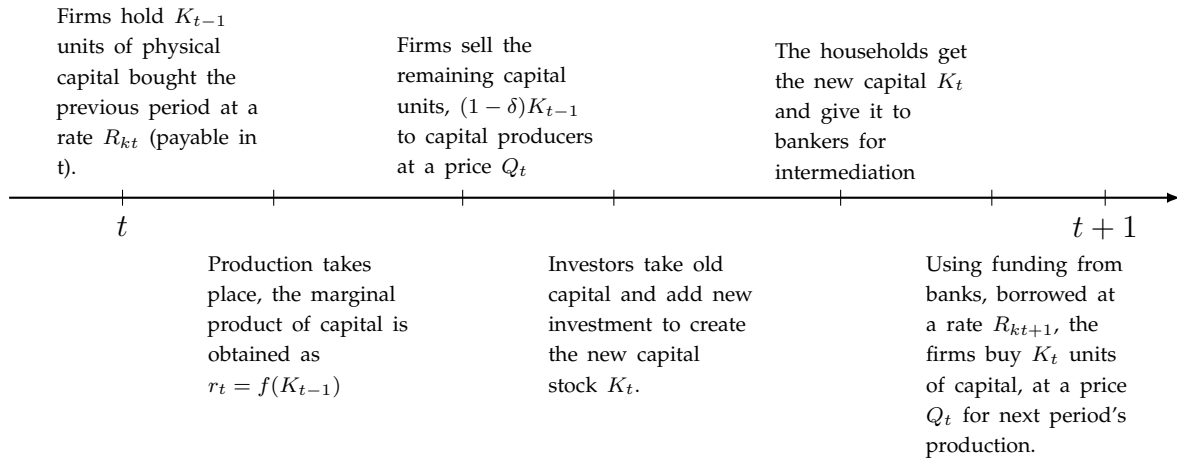 Firms hold $K_{t-1}$
units of physical
capital bought the
previous period at a
rate $R_{kt}$ (payable in
t).
Firms sell the
remaining capital
units, $(1-\delta)K_{t-1}$
to capital producers
at a price $Q_t$
The households get
the new capital $K_t$
and give it to
bankers for
intermediation
$t$
$t+1$
Production takes
place, the marginal
product of capital is
obtained as
$r_t = f(K_{t-1})$
Investors take old
capital and add new
investment to create
the new capital
stock $K_t$.
Using funding from
banks, borrowed at
a rate $R_{kt+1}$, the
firms buy $K_t$ units
of capital, at a price
$Q_t$ for next period's
production.